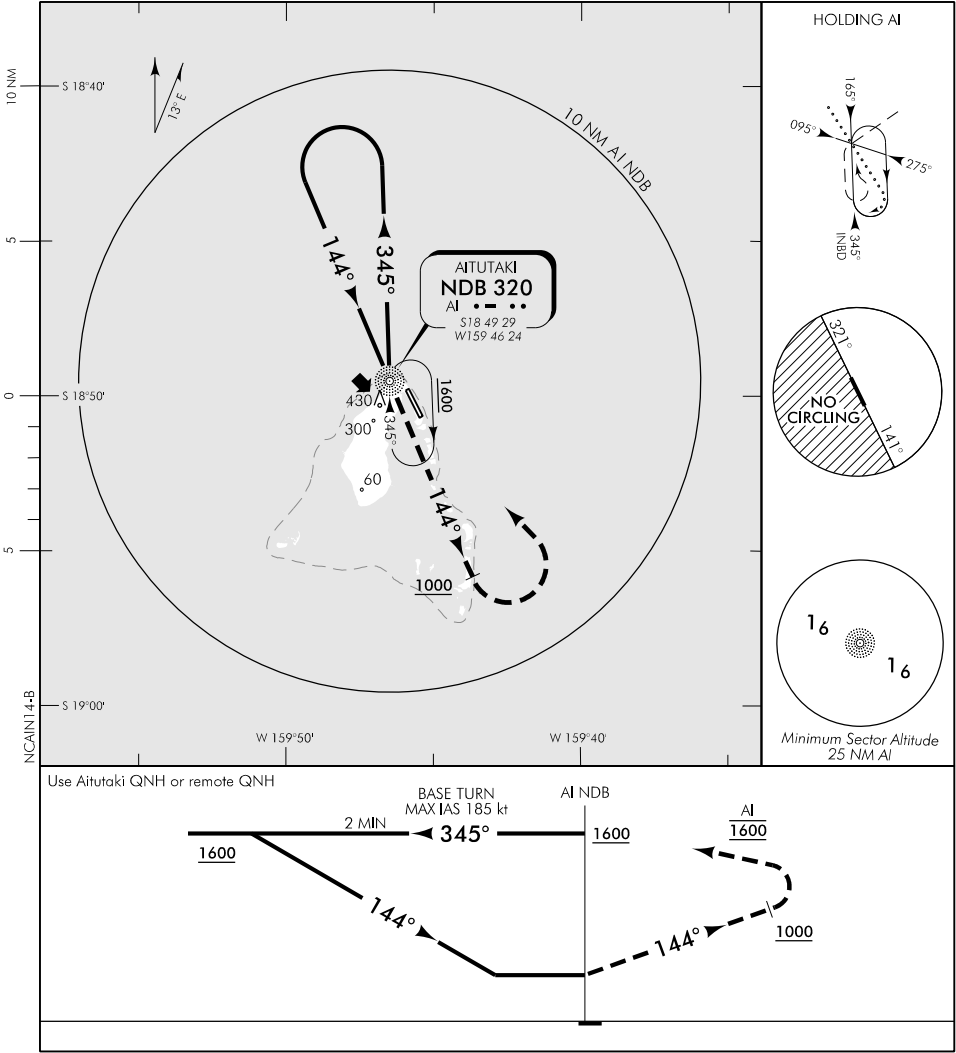 10 NM
5
0
5
NCAIN14-B
S 18°40'
S 18°50'
S 19°00'
W 159°50'
W 159°40'
13° E
10 NM AI NDB
144°
345°
AITUTAKI
NDB 320
AI
S18 49 29
W159 46 24
430
300
60
345°
1600
144°
1000
HOLDING AI
165°
095°
275°
345°
INBD
321°
NO
CIRCLING
141°
16
16
Minimum Sector Altitude
25 NM AI
Use Aitutaki QNH or remote QNH
BASE TURN
MAX IAS 185 kt
2 MIN
345°
AI NDB
1600
1600
AI
1600
144°
144°
1000